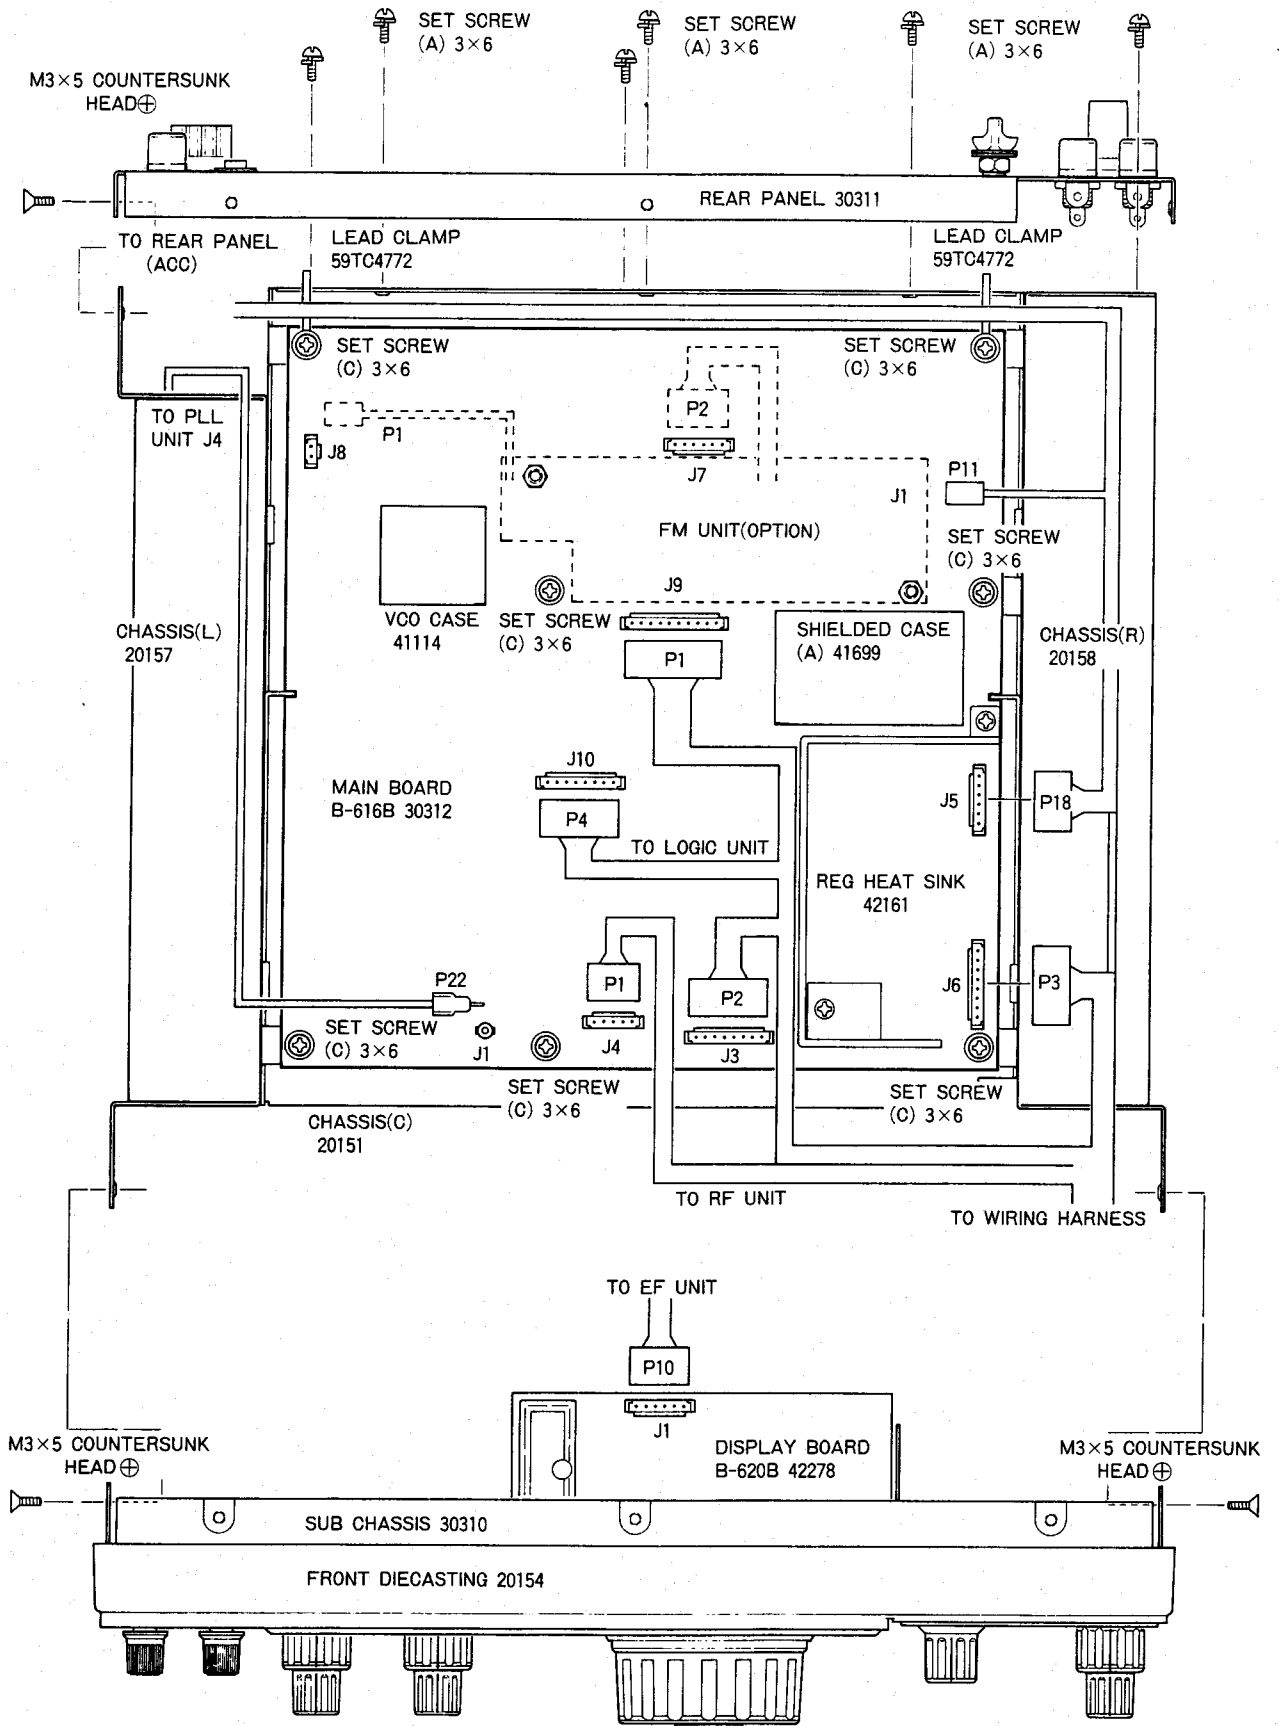 SET SCREW
(A) 3×6
SET SCREW
(A) 3×6
SET SCREW
(A) 3×6
M3×5 COUNTERSUNK
HEAD⊕
REAR PANEL 30311
TO REAR PANEL
(ACC)
LEAD CLAMP
59TC4772
LEAD CLAMP
59TC4772
SET SCREW
(C) 3×6
SET SCREW
(C) 3×6
TO PLL
UNIT J4
P1
P2
J8
J7
P11
J1
FM UNIT(OPTION)
SET SCREW
(C) 3×6
J9
VCO CASE
41114
SET SCREW
(C) 3×6
CHASSIS(L)
20157
SHIELDED CASE
(A) 41699
CHASSIS(R)
20158
P1
J10
MAIN BOARD
B-616B 30312
P4
J5
P18
TO LOGIC UNIT
REG HEAT SINK
42161
P22
P1
P2
J6
P3
SET SCREW
(C) 3×6
J1
J4
J3
SET SCREW
(C) 3×6
SET SCREW
(C) 3×6
CHASSIS(C)
20151
TO RF UNIT
TO WIRING HARNESS
TO EF UNIT
P10
J1
DISPLAY BOARD
B-620B 42278
M3×5 COUNTERSUNK
HEAD⊕
M3×5 COUNTERSUNK
HEAD⊕
SUB CHASSIS 30310
FRONT DIECASTING 20154